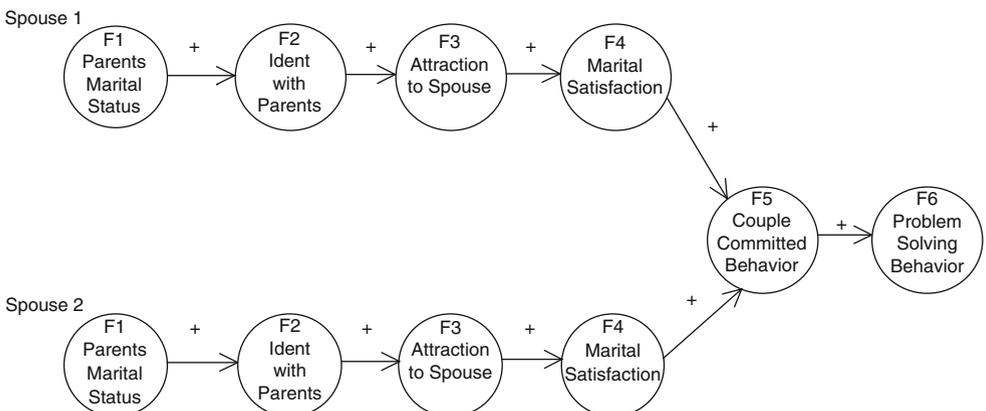 Spouse 1
F1
Parents
Marital
Status
+
F2
Ident
with
Parents
+
F3
Attraction
to Spouse
+
F4
Marital
Satisfaction
+
F5
Couple
Committed
Behavior
+
F6
Problem
Solving
Behavior
Spouse 2
F1
Parents
Marital
Status
+
F2
Ident
with
Parents
+
F3
Attraction
to Spouse
+
F4
Marital
Satisfaction
+